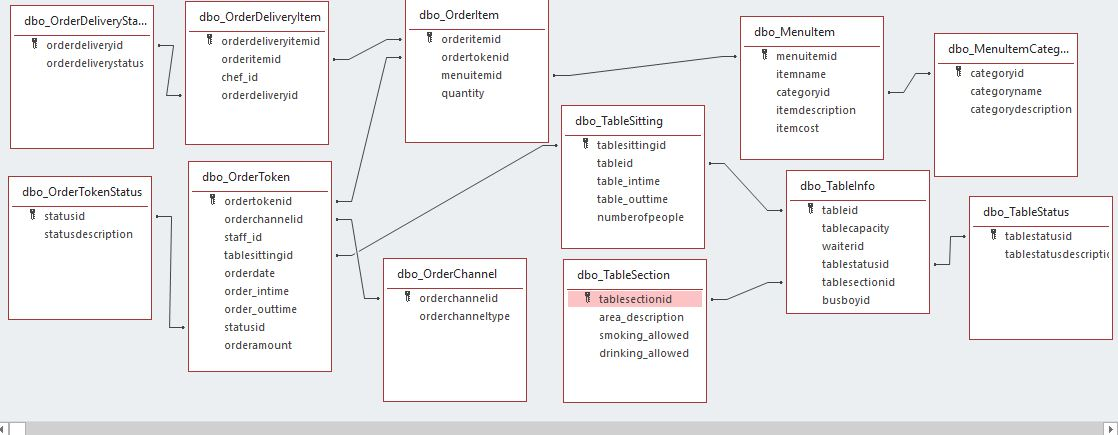 dbo_OrderDeliverySta...
orderdeliveryid
orderdeliverystatus
dbo_OrderDeliveryItem
orderdeliveryitemid
orderitemid
chef_id
orderdeliveryid
dbo_OrderItem
orderitemid
ordertokenid
menuitemid
quantity
dbo_MenuItem
menuitemid
itemname
categoryid
itemdescription
itemcost
dbo_MenuItemCateg...
categoryid
categoryname
categorydescription
dbo_OrderTokenStatus
statusid
statusdescription
dbo_OrderToken
ordertokenid
orderchannelid
staff_id
tablesittingid
orderdate
order_intime
order_outtime
statusid
orderamount
dbo_OrderChannel
orderchannelid
orderchanneltype
dbo_TableSitting
tablesittingid
tableid
table_intime
table_outtime
numberofpeople
dbo_TableSection
tablesectionid
area_description
smoking_allowed
drinking_allowed
dbo_TableInfo
tableid
tablecapacity
waiterid
tablestatusid
tablesectionid
busboyid
dbo_TableStatus
tablestatusid
tablestatusdescriptic